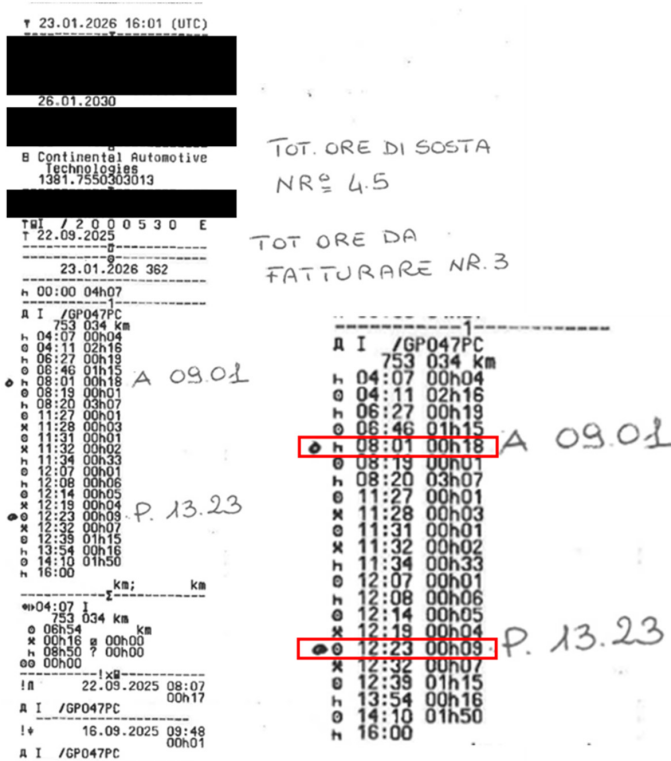 ▼ 23.01.2026 16:01 (UTC)
26.01.2030
B Continental Automotive
Technologies
1381.7550303013
I /2000530 E
T 22.09.2025
23.01.2026 362
h 00:00 04h07
1
A I /GP047PC
753 034 km
h 04:07 00h04
o 04:11 02h16
h 06:27 00h19
o 06:46 01h15
h 08:01 00h18 A 09.01
o 08:19 00h01
h 08:20 03h07
o 11:27 00h01
x 11:28 00h03
o 11:31 00h01
x 11:32 00h02
h 11:34 00h33
o 12:07 00h01
h 12:08 00h06
o 12:14 00h05
x 12:19 00h04
o 12:23 00h09 P. 13.23
x 12:32 00h07
o 12:39 01h15
h 13:54 00h16
o 14:10 01h50
h 16:00
km; km
Σ
04:07 I
753 034 km
o 06h54 km
x 00h16 ø 00h00
h 08h50 ? 00h00
oo 00h00
!x
! 22.09.2025 08:07
00h17
A I /GP047PC
! 16.09.2025 09:48
00h01
A I /GP047PC
TOT. ORE DI SOSTA
NRº 4.5
TOT ORE DA
FATTURARE NR. 3
1
A I /GP047PC
753 034 km
h 04:07 00h04
o 04:11 02h16
h 06:27 00h19
o 06:46 01h15
h 08:01 00h18 A 09.01
o 08:19 00h01
h 08:20 03h07
o 11:27 00h01
x 11:28 00h03
o 11:31 00h01
x 11:32 00h02
h 11:34 00h33
o 12:07 00h01
h 12:08 00h06
o 12:14 00h05
x 12:19 00h04
o 12:23 00h09 P. 13.23
x 12:32 00h07
o 12:39 01h15
h 13:54 00h16
o 14:10 01h50
h 16:00